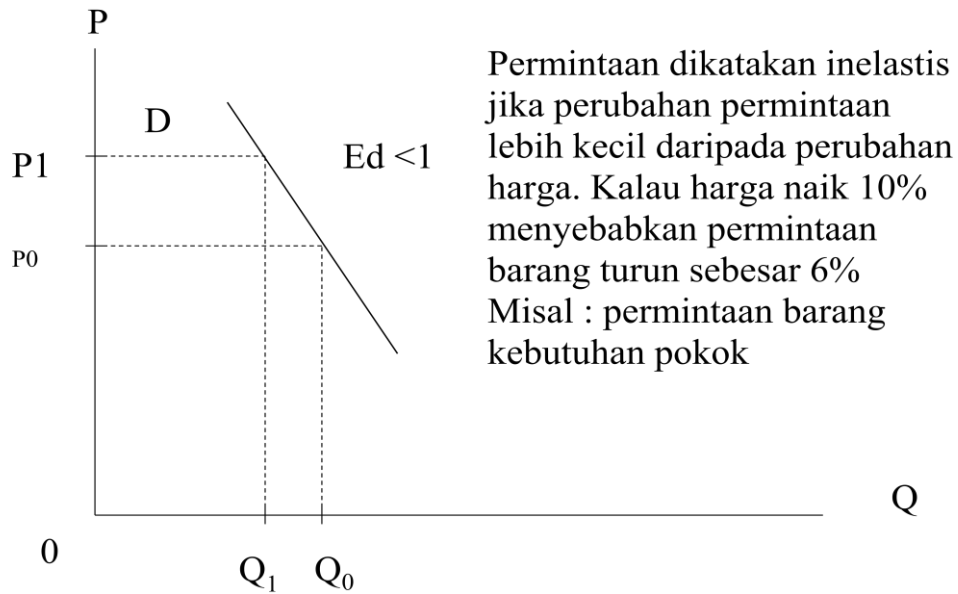 P
Permintaan dikatakan inelastis
jika perubahan permintaan
D
lebih kecil daripada perubahan
P1
Ed <1
harga. Kalau harga naik 10%
menyebabkan permintaan
P0
barang turun sebesar 6%
Misal : permintaan barang
kebutuhan pokok
Q
0
Q₁ Q₀